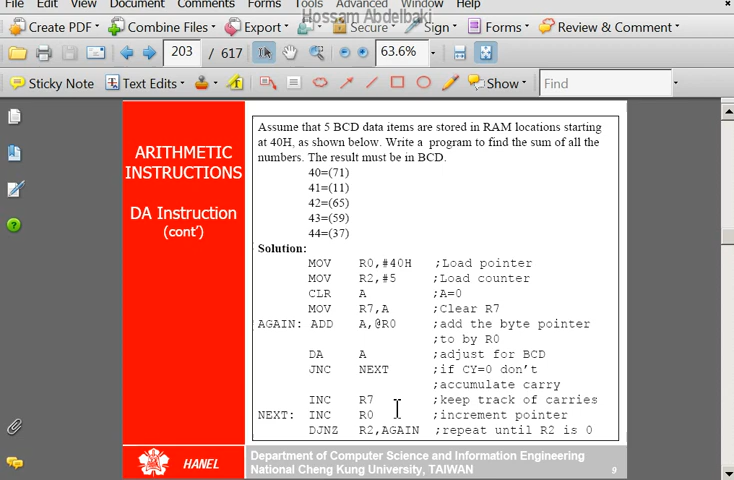 File Edit View Document Comments Forms Tools Advanced Window Help
Hossam Abdelbaki
Create PDF Combine Files Export Secure Sign Forms Review & Comment
203 / 617 63.6%
Sticky Note Text Edits Show Find
ARITHMETIC
INSTRUCTIONS
DA Instruction
(cont’)
HANEL
Assume that 5 BCD data items are stored in RAM locations starting
at 40H, as shown below. Write a program to find the sum of all the
numbers. The result must be in BCD.
40=(71)
41=(11)
42=(65)
43=(59)
44=(37)
Solution:
MOV R0,#40H ;Load pointer
MOV R2,#5 ;Load counter
CLR A ;A=0
MOV R7,A ;Clear R7
AGAIN: ADD A,@R0 ;add the byte pointer
;to by R0
DA A ;adjust for BCD
JNC NEXT ;if CY=0 don’t
;accumulate carry
INC R7 ;keep track of carries
NEXT: INC R0 ;increment pointer
DJNZ R2,AGAIN ;repeat until R2 is 0
Department of Computer Science and Information Engineering
National Cheng Kung University, TAIWAN
9